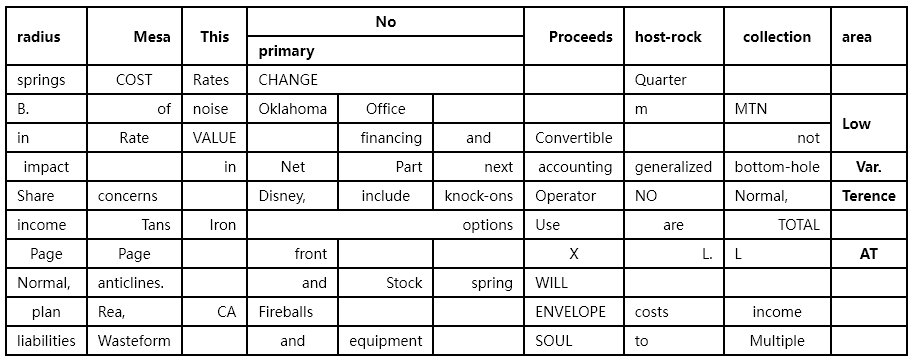 radius Mesa This No Proceeds host-rock collection area
primary
springs COST Rates CHANGE Quarter
B. of noise Oklahoma Office m MTN Low
in Rate VALUE financing and Convertible not
impact in Net Part next accounting generalized bottom-hole Var.
Share concerns Disney, include knock-ons Operator NO Normal, Terence
income Tans Iron options Use are TOTAL
Page Page front X L. L AT
Normal, anticlines. and Stock spring WILL
plan Rea, CA Fireballs ENVELOPE costs income
liabilities Wasteform and equipment SOUL to Multiple